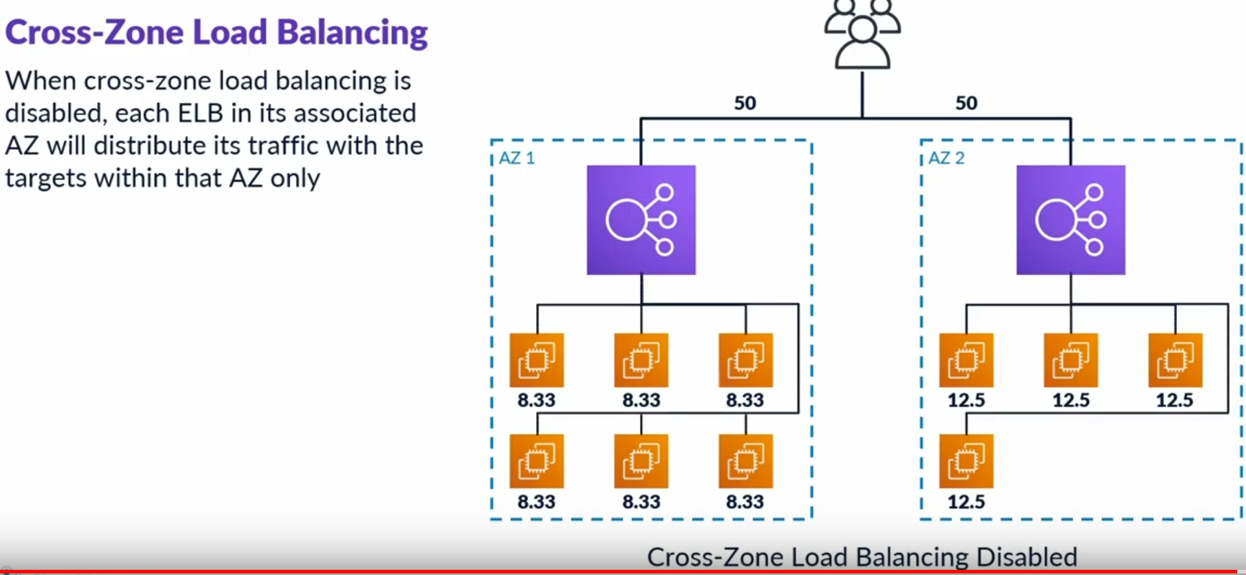 Cross-Zone Load Balancing
When cross-zone load balancing is
disabled, each ELB in its associated
AZ will distribute its traffic with the
targets within that AZ only
50
50
AZ 1
AZ 2
8.33
8.33
8.33
12.5
12.5
12.5
8.33
8.33
8.33
12.5
Cross-Zone Load Balancing Disabled